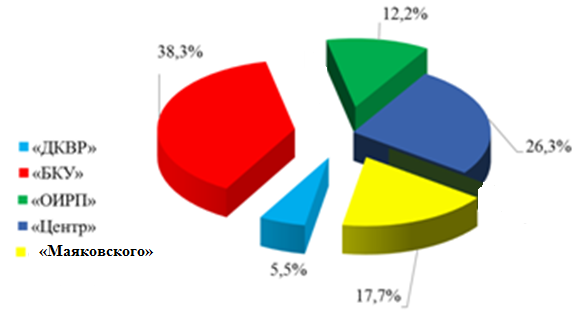 12,2%
38,3%
26,3%
«ДКВР»
«БКУ»
«ОИРП»
«Центр»
«Маяковского»
5,5%
17,7%